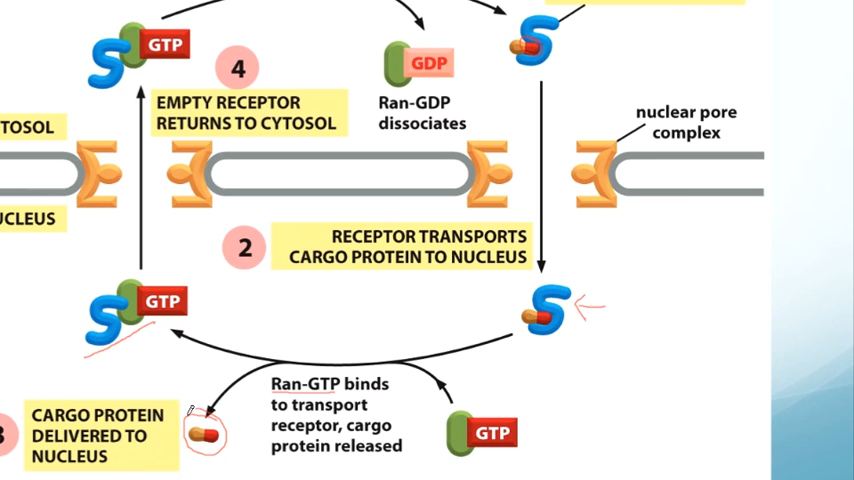 GTP
4
GDP
EMPTY RECEPTOR
RETURNS TO CYTOSOL
Ran-GDP
dissociates
nuclear pore
complex
TOSOL
UCLEUS
2
RECEPTOR TRANSPORTS
CARGO PROTEIN TO NUCLEUS
GTP
Ran-GTP binds
to transport
receptor, cargo
protein released
GTP
3
CARGO PROTEIN
DELIVERED TO
NUCLEUS